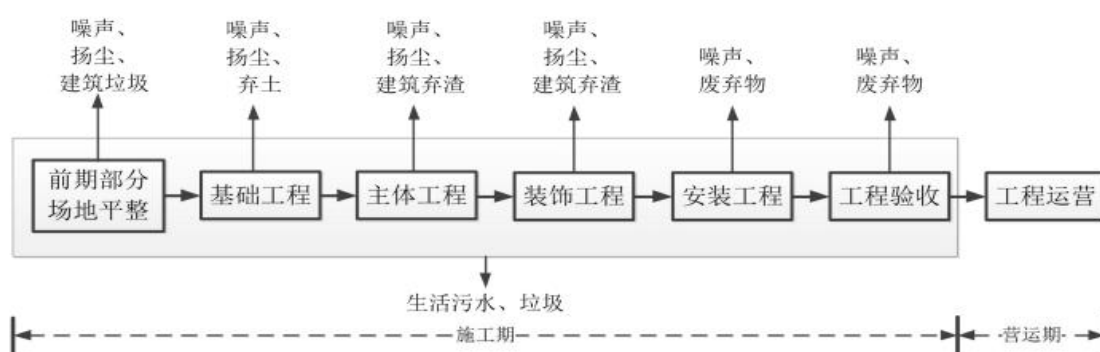 噪声、
扬尘、
建筑垃圾
噪声、
扬尘、
弃土
噪声、
扬尘、
建筑弃渣
噪声、
扬尘、
建筑弃渣
噪声、
废弃物
噪声、
废弃物
前期部分
场地平整
基础工程
主体工程
装饰工程
安装工程
工程验收
工程运营
生活污水、垃圾
施工期
营运期